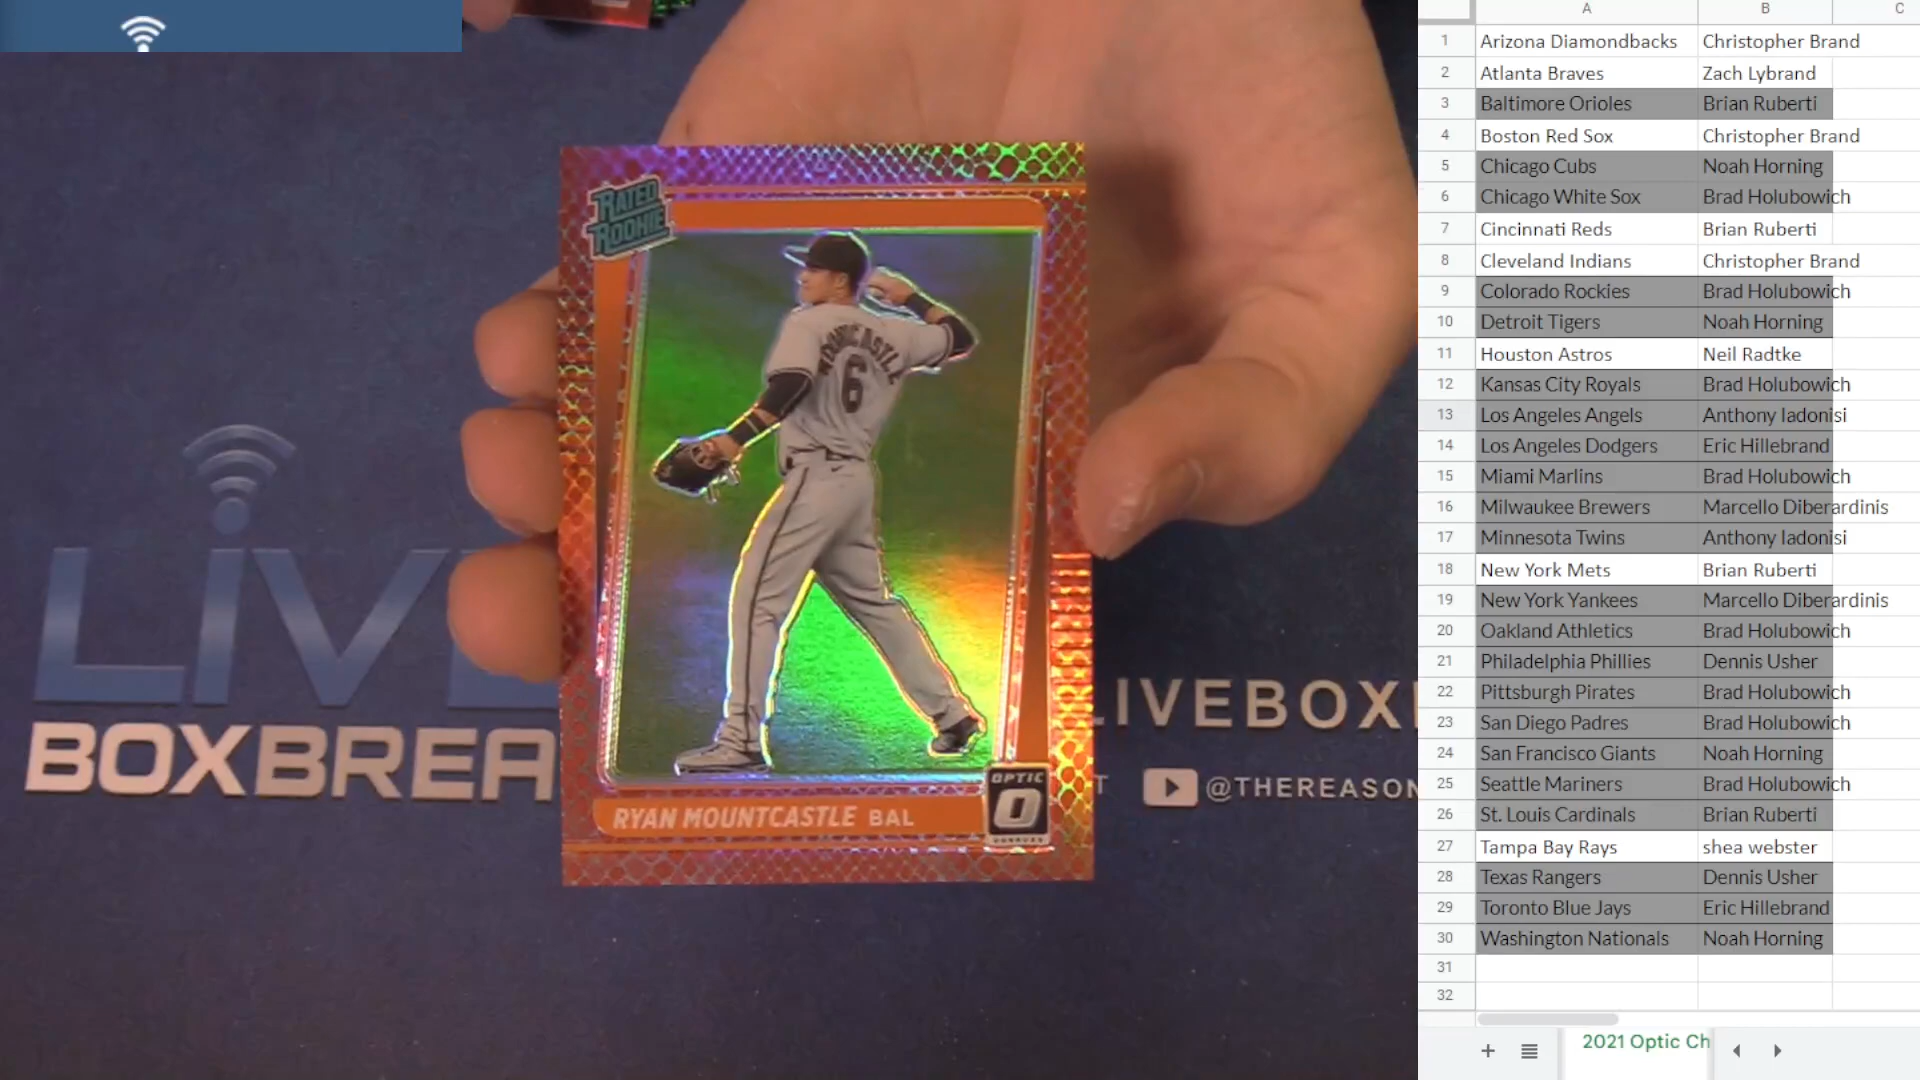 RATED
ROOKIE
MOUNTCASTLE
6
OPTIC
O
RYAN MOUNTCASTLE BAL
LIVE
BOXBREA
LIVEBOX
T @THEREASON
A B C
1 Arizona Diamondbacks Christopher Brand
2 Atlanta Braves Zach Lybrand
3 Baltimore Orioles Brian Ruberti
4 Boston Red Sox Christopher Brand
5 Chicago Cubs Noah Horning
6 Chicago White Sox Brad Holubowich
7 Cincinnati Reds Brian Ruberti
8 Cleveland Indians Christopher Brand
9 Colorado Rockies Brad Holubowich
10 Detroit Tigers Noah Horning
11 Houston Astros Neil Radtke
12 Kansas City Royals Brad Holubowich
13 Los Angeles Angels Anthony Iadonisi
14 Los Angeles Dodgers Eric Hillebrand
15 Miami Marlins Brad Holubowich
16 Milwaukee Brewers Marcello Diberardinis
17 Minnesota Twins Anthony Iadonisi
18 New York Mets Brian Ruberti
19 New York Yankees Marcello Diberardinis
20 Oakland Athletics Brad Holubowich
21 Philadelphia Phillies Dennis Usher
22 Pittsburgh Pirates Brad Holubowich
23 San Diego Padres Brad Holubowich
24 San Francisco Giants Noah Horning
25 Seattle Mariners Brad Holubowich
26 St. Louis Cardinals Brian Ruberti
27 Tampa Bay Rays shea webster
28 Texas Rangers Dennis Usher
29 Toronto Blue Jays Eric Hillebrand
30 Washington Nationals Noah Horning
31
32
2021 Optic Ch